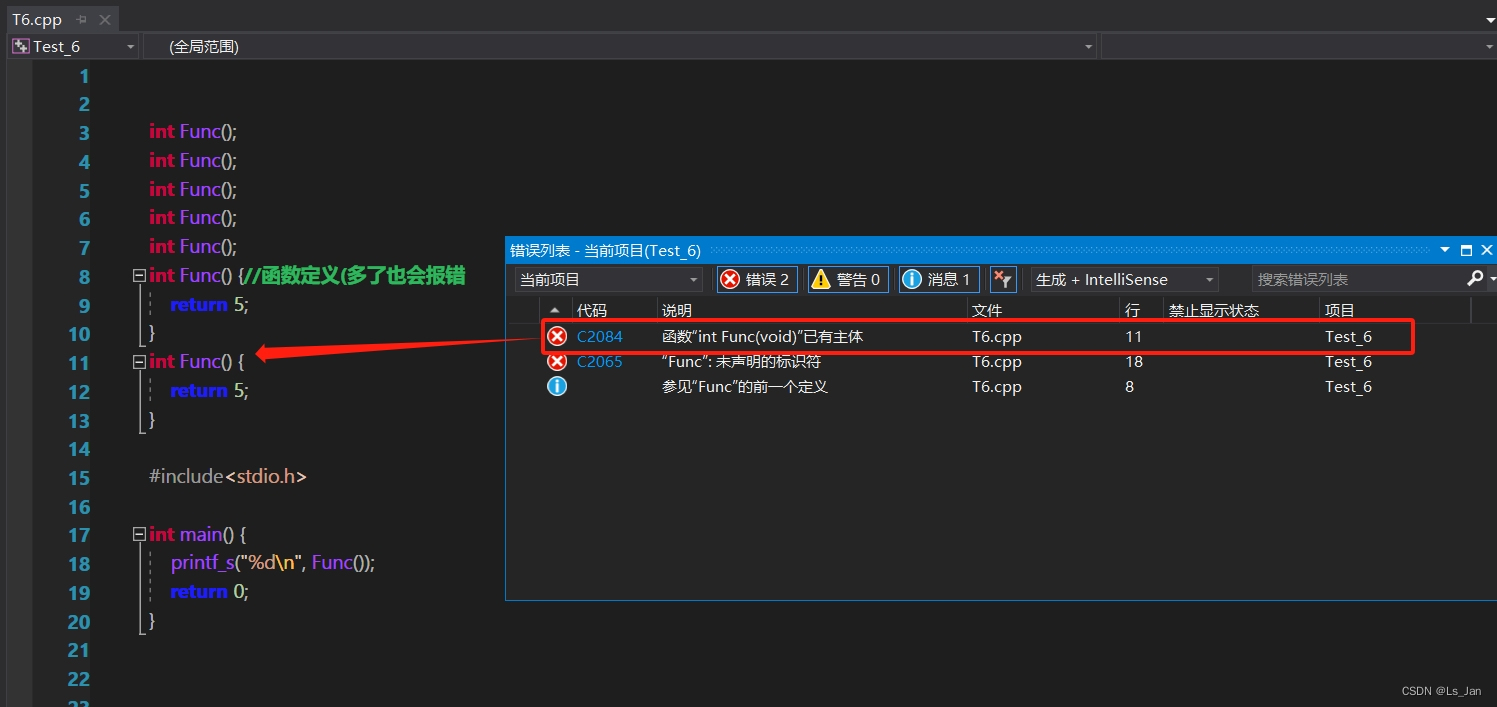 T6.cpp
Test_6
(全局范围)
1
2
3 int Func();
4 int Func();
5 int Func();
6 int Func();
7 int Func();
8 int Func() {//函数定义(多了也会报错
9 return 5;
10 }
11 int Func() {
12 return 5;
13 }
14
15 #include<stdio.h>
16
17 int main() {
18 printf_s("%d\n", Func());
19 return 0;
20 }
21
22
23
错误列表 - 当前项目(Test_6)
当前项目 错误 2 警告 0 消息 1 生成 + IntelliSense 搜索错误列表
代码 说明 文件 行 禁止显示状态 项目
C2084 函数“int Func(void)”已有主体 T6.cpp 11 Test_6
C2065 “Func”: 未声明的标识符 T6.cpp 18 Test_6
参见“Func”的前一个定义 T6.cpp 8 Test_6
CSDN @Ls_Jan